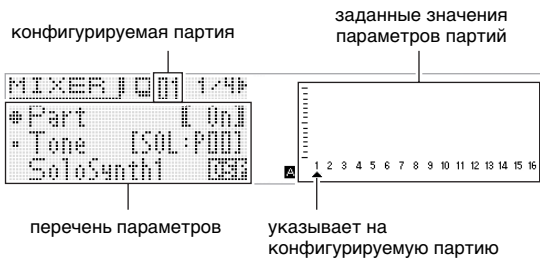 заданные значения
параметров партий
конфигурируемая партия
MIXER 01 1/4
Part [ On]
Tone [SOL:P00]
SoloSynth1
A
1 2 3 4 5 6 7 8 9 10 11 12 13 14 15 16
перечень параметров
указывает на
конфигурируемую партию